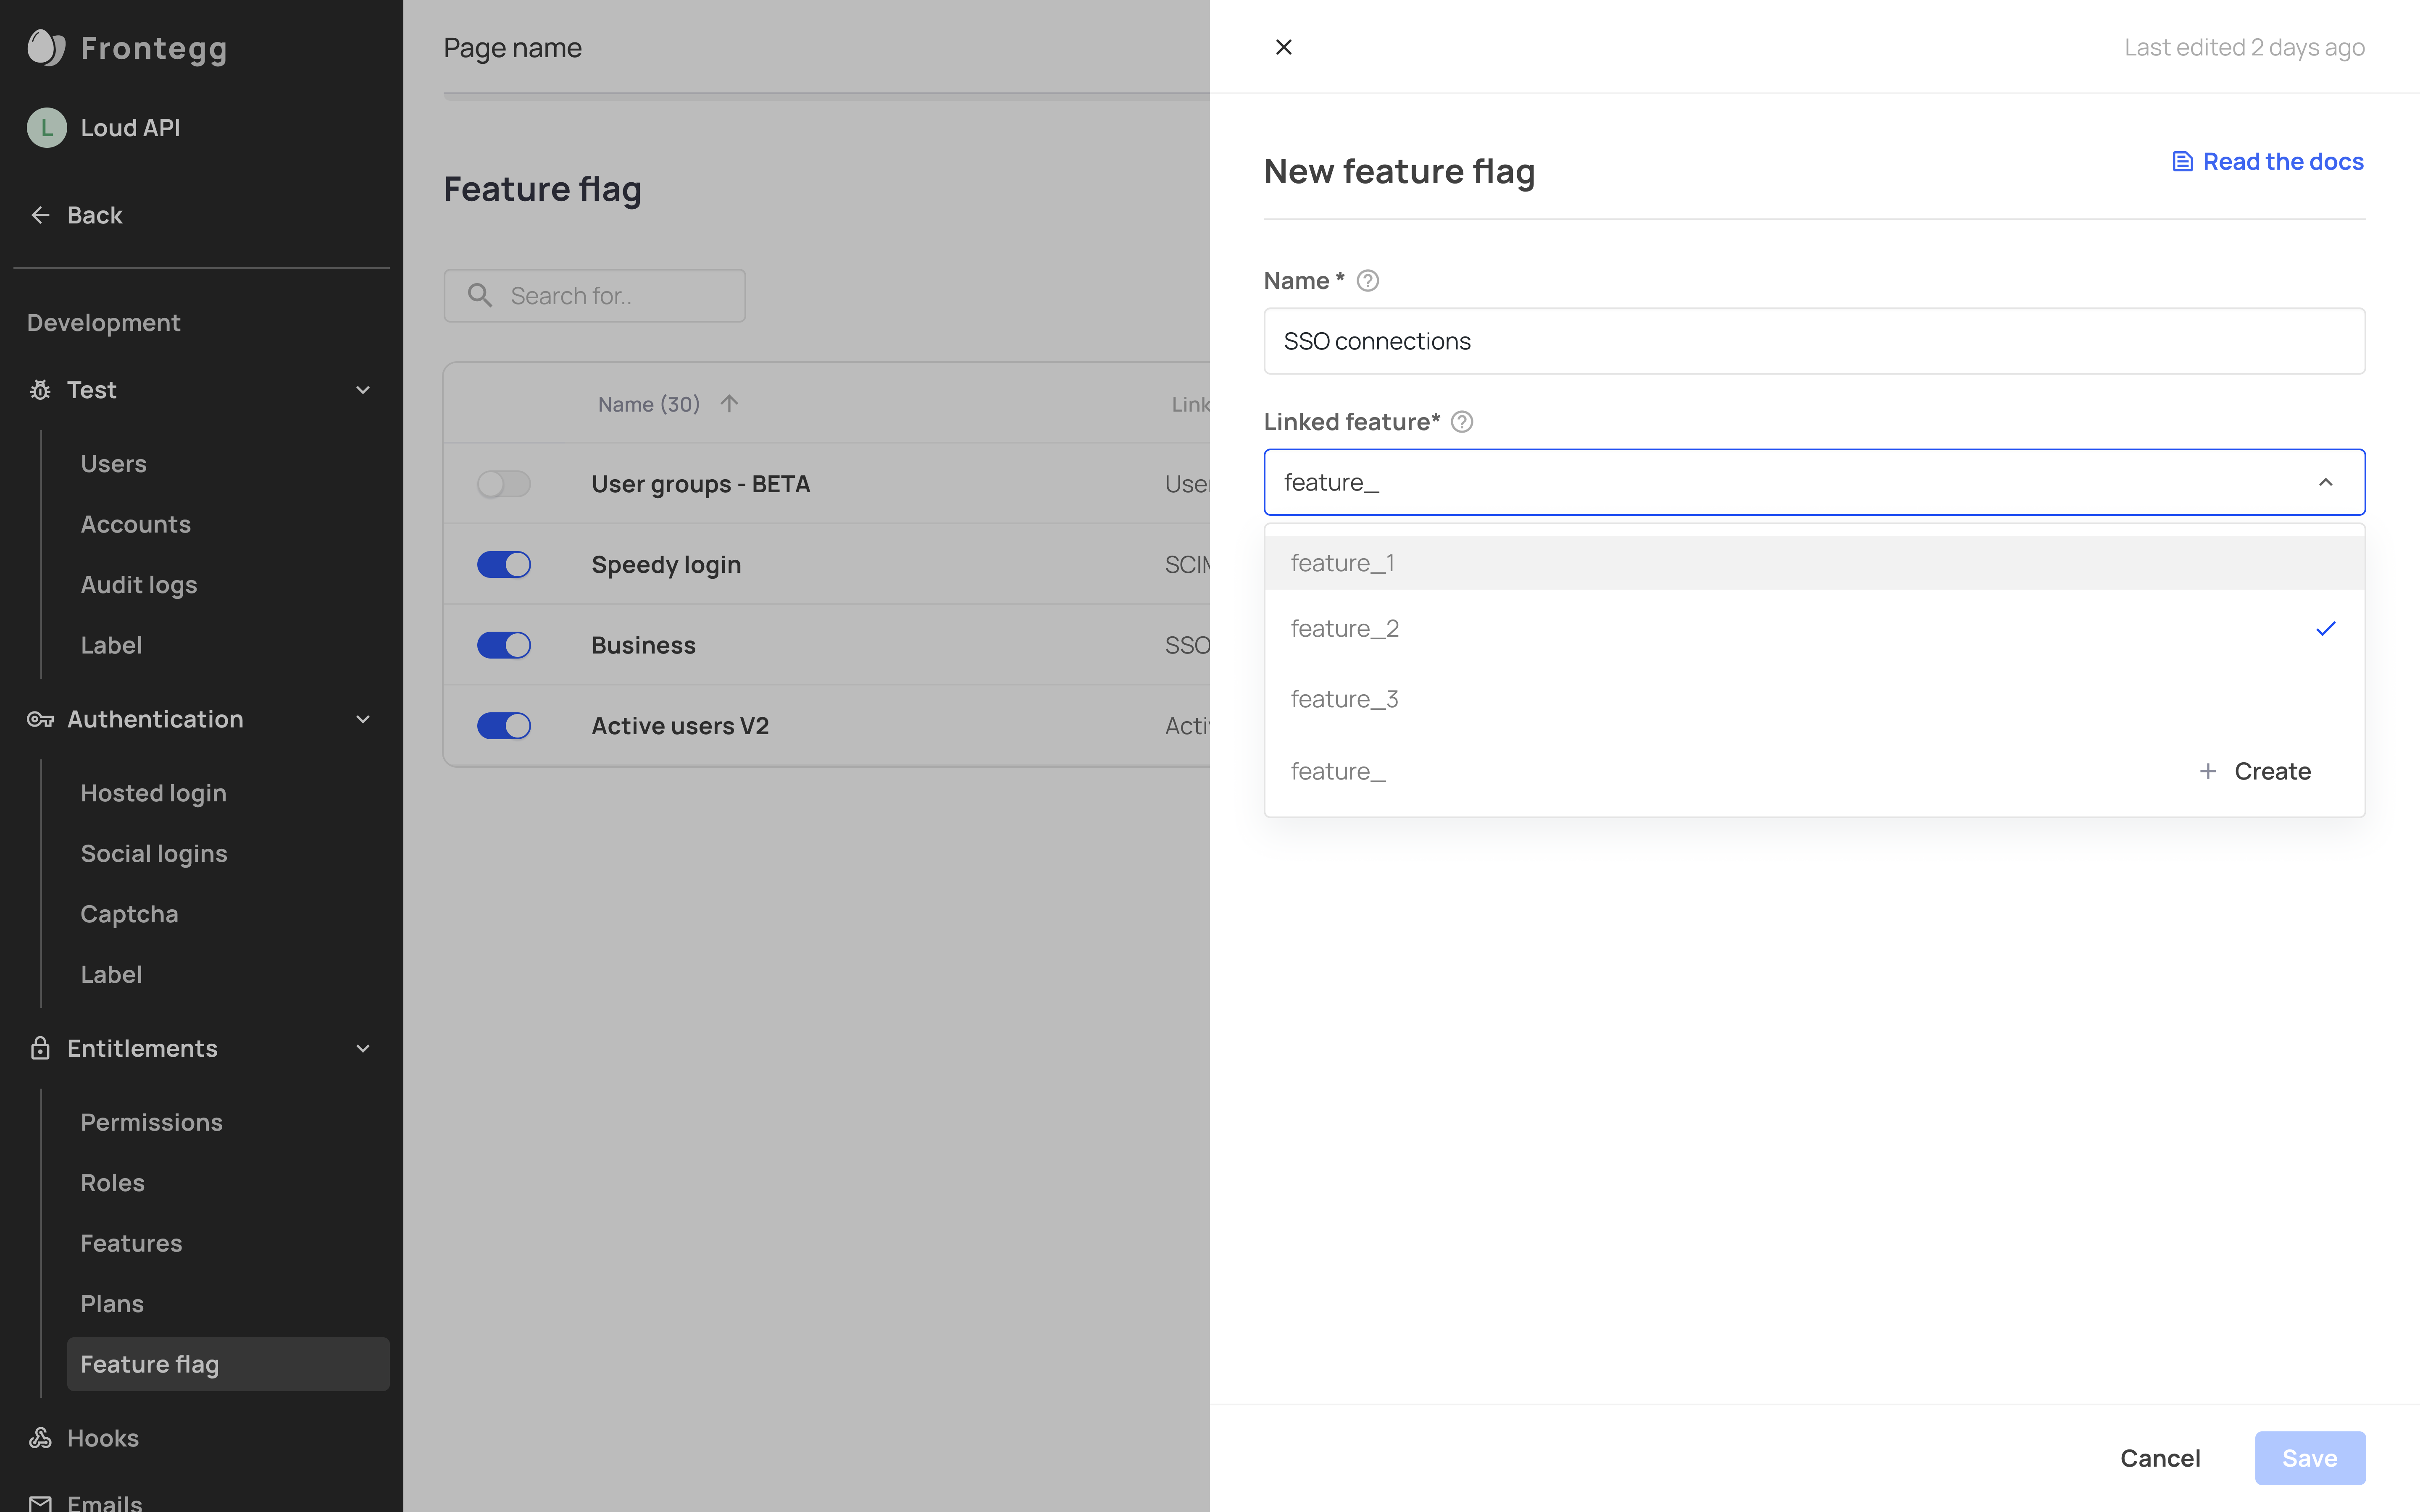 Frontegg
L Loud API
Back
Development
Test
Users
Accounts
Audit logs
Label
Authentication
Hosted login
Social logins
Captcha
Label
Entitlements
Permissions
Roles
Features
Plans
Feature flag
Hooks
Emails
Page name
Feature flag
Search for..
Name (30) Link
User groups - BETA User
Speedy login SCIM
Business SSO
Active users V2 Acti
Last edited 2 days ago
New feature flag
Read the docs
Name *
SSO connections
Linked feature*
feature_
feature_1
feature_2
feature_3
feature_ + Create
Cancel Save